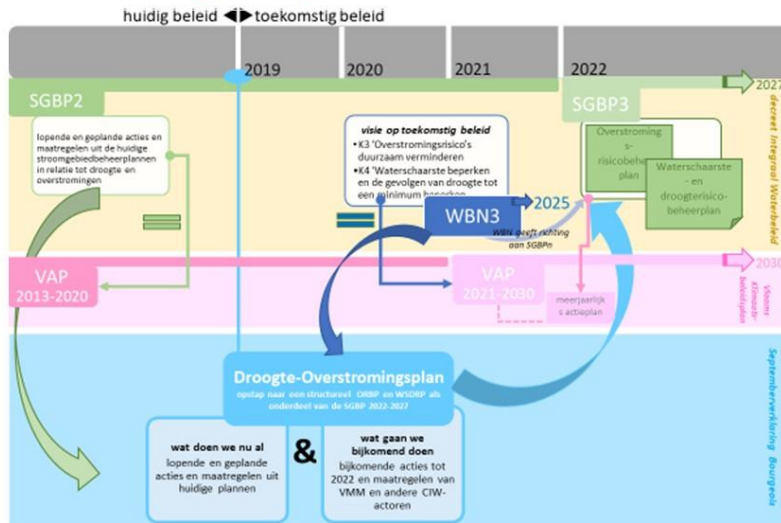 huidig beleid
toekomstig beleid
2019
2020
2021
2022
2027
SGBP2
lopende en geplande acties en
maatregelen uit de huidige
stroomgebiedbeheerplannen
in relatie tot droogte en
overstromingen
visie op toekomstig beleid
•K3 'Overstromingsrisico's
duurzaam verminderen
•K4 'Waterschaarste beperken
en de gevolgen van droogte tot
een minimum beperken
SGBP3
Overstroming
s-
risicobeheer
plan
Waterschaarste
- en
droogterisico-
beheerplan
decreet Integraal Waterbeleid
WBN3
2025
WBN geeft richting
aan SGBPn
VAP
2013-2020
VAP
2021-2030
2030
meerjaarlijk
s actieplan
Vlaams
Klimaats-
beleidsplan
Droogte-Overstromingsplan
opstap naar een structureel ORBP en WSDRP als
onderdeel van de SGBP 2022-2027
wat doen we nu al
lopende en geplande
acties en maatregelen uit
huidige plannen
&
wat gaan we
bijkomend doen
bijkomende acties tot
2022 en maatregelen van
VMM en andere CIW-
actoren
Septemberverklaring Bourgeois